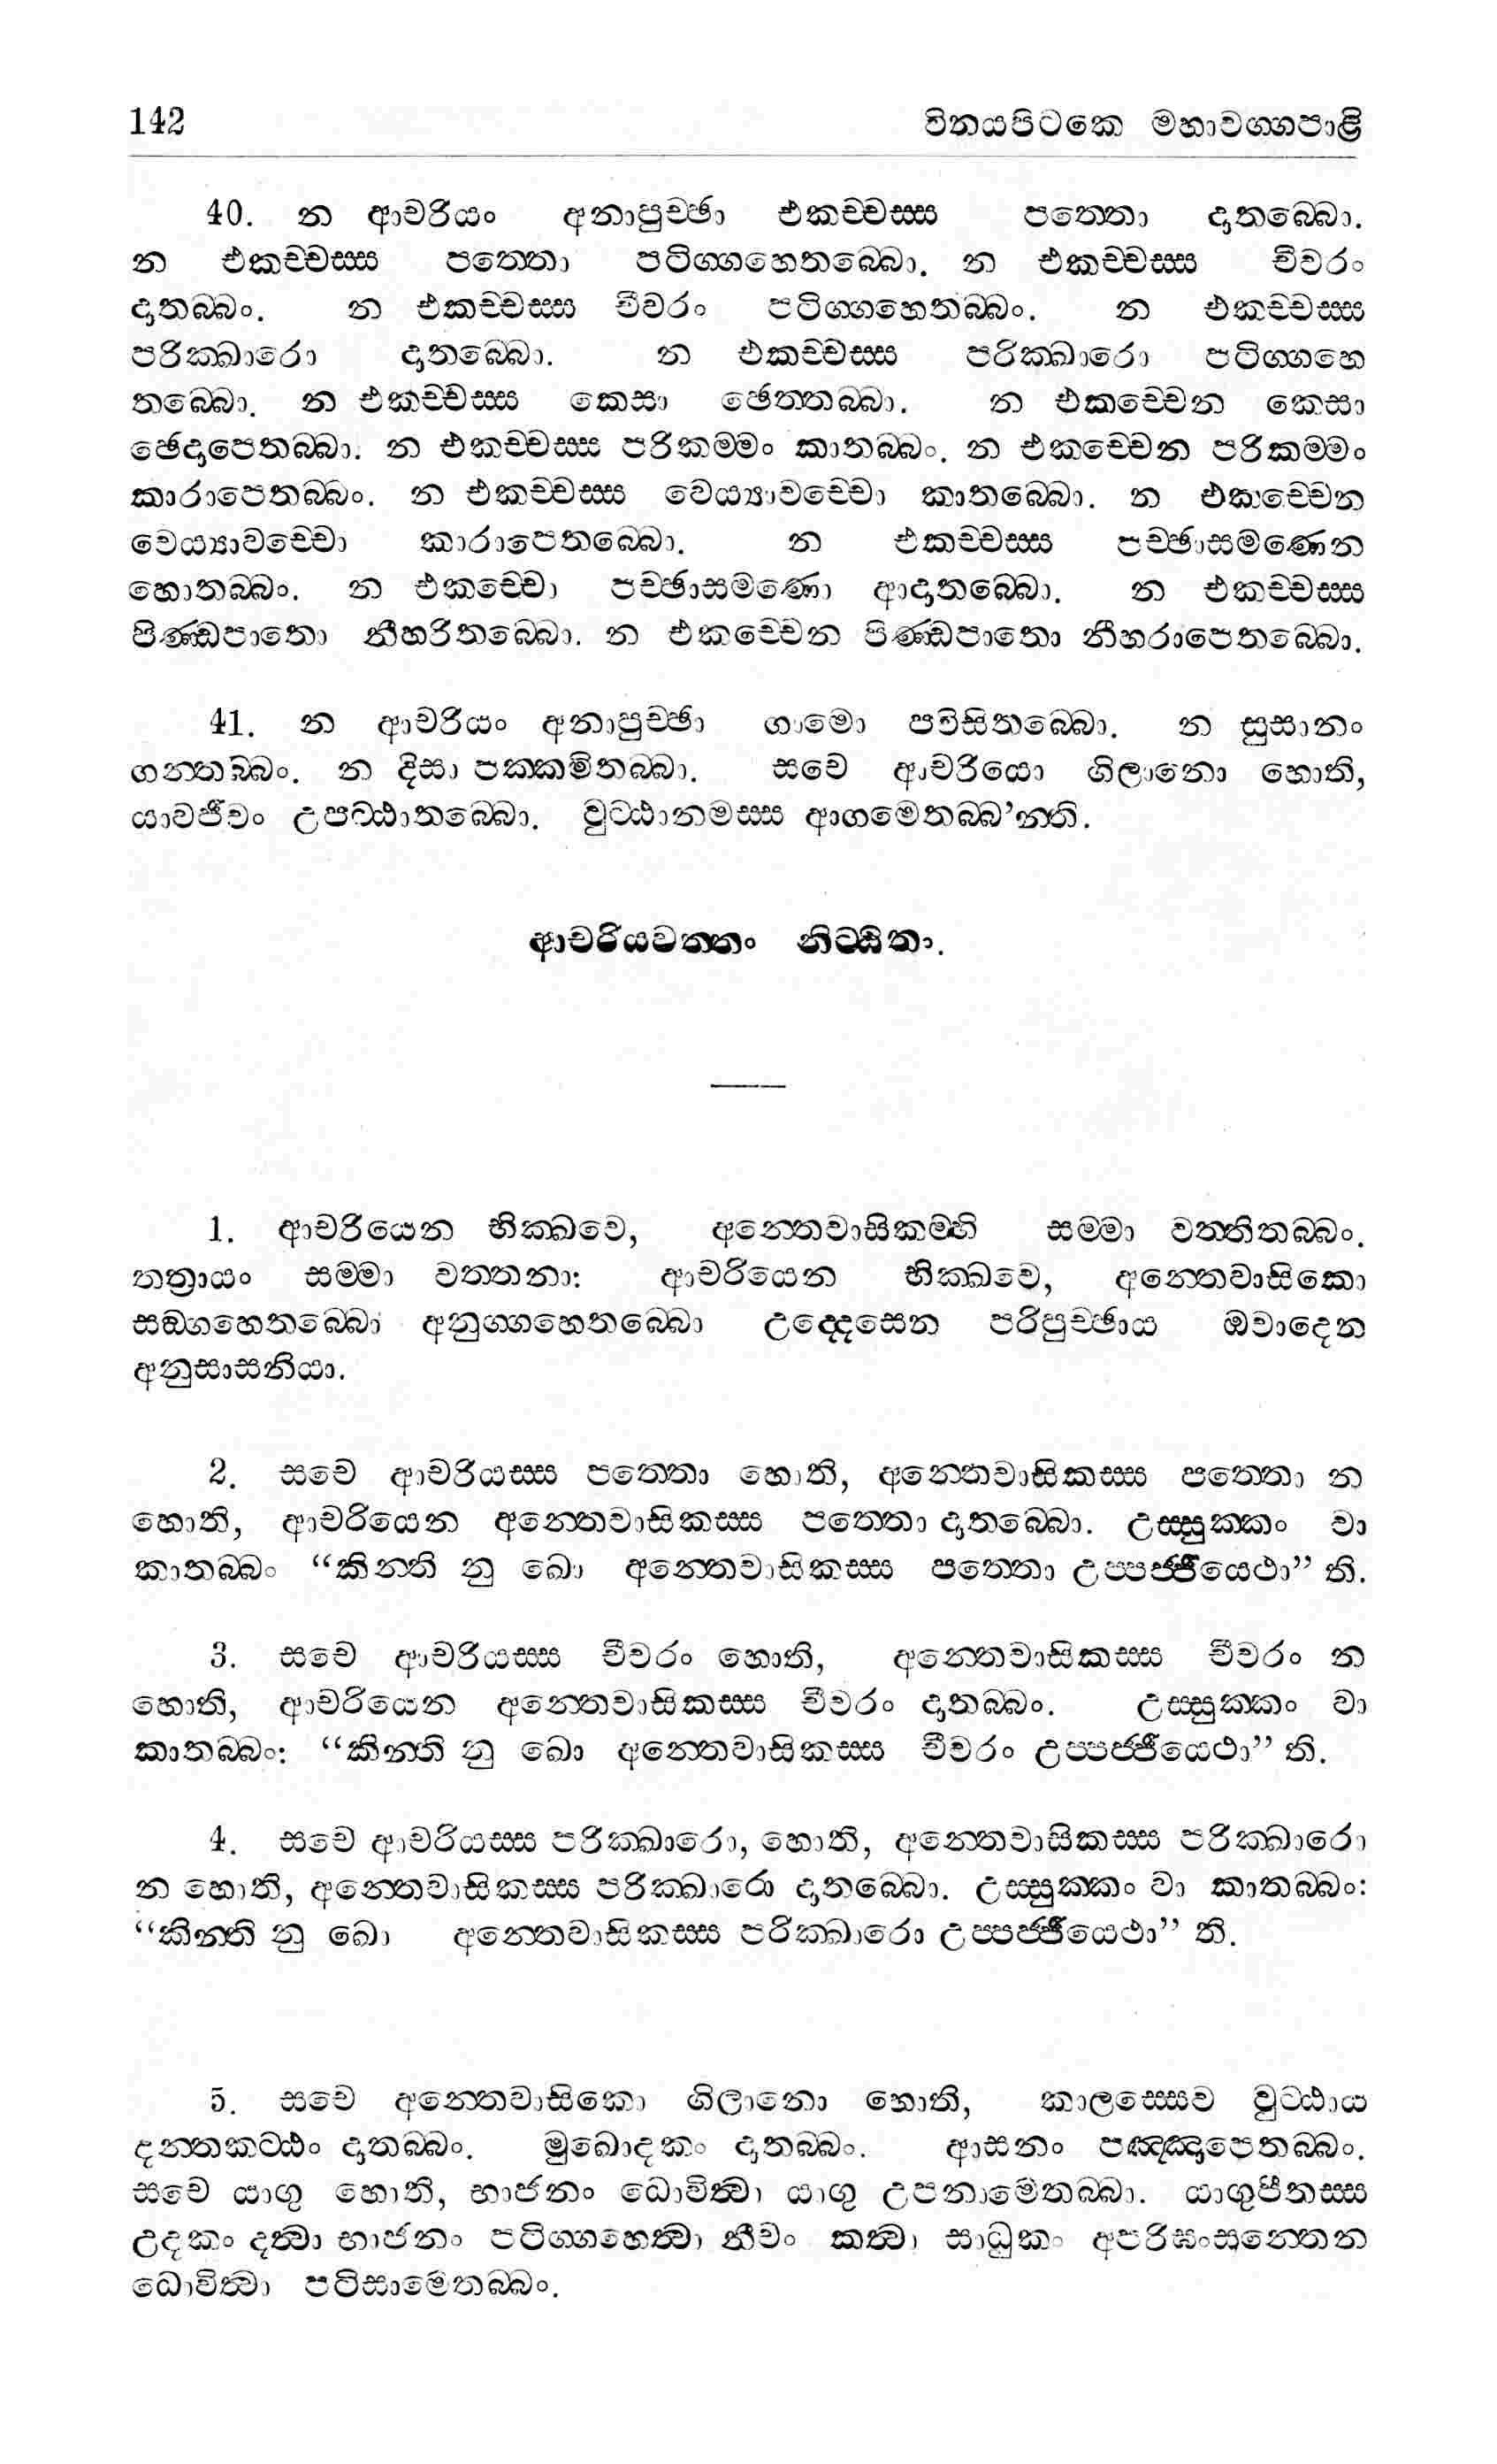 142 විනයපිටකෙ මහාවග්ගපාළි
40. න ආචරියං අනාපුච්ඡා එකච්චස්ස පත්තො දාතබ්බො.
න එකච්චස්ස පත්තො පටිග්ගහෙතබ්බො. න එකච්චස්ස චීවරං
දාතබ්බං. න එකච්චස්ස චීවරං පටිග්ගහෙතබ්බං. න එකච්චස්ස
පරික්ඛාරො දාතබ්බො. න එකච්චස්ස පරික්ඛාරො පටිග්ගහෙ
තබ්බො. න එකච්චස්ස කෙසා ඡෙත්තබ්බා. න එකච්චෙන කෙසා
ඡෙදාපෙතබ්බා. න එකච්චස්ස පරිකම්මං කාතබ්බං. න එකච්චෙන පරිකම්මං
කාරාපෙතබ්බං. න එකච්චස්ස වෙය්‍යාවච්චො කාතබ්බො. න එකච්චෙන
වෙය්‍යාවච්චො කාරාපෙතබ්බො. න එකච්චස්ස පච්ඡාසමණෙන
හොතබ්බං. න එකච්චො පච්ඡාසමණො ආදාතබ්බො. න එකච්චස්ස
පිණ්ඩපාතො නීහරිතබ්බො. න එකච්චෙන පිණ්ඩපාතො නීහරාපෙතබ්බො.
41. න ආචරියං අනාපුච්ඡා ගාමො පවිසිතබ්බො. න සුසානං
ගන්තබ්බං. න දිසා පක්කමිතබ්බා. සචෙ ආචරියො ගිලානො හොති,
යාවජීවං උපට්ඨාතබ්බො. වුට්ඨානමස්ස ආගමෙතබ්බ’න්ති.
ආචරියවත්තං නිට්ඨිතං.
1. ආචරියෙන භික්ඛවෙ, අන්තෙවාසිකම්හි සම්මා වත්තිතබ්බං.
තත්‍රායං සම්මා වත්තනා: ආචරියෙන භික්ඛවෙ, අන්තෙවාසිකො
සඞ්ගහෙතබ්බො අනුග්ගහෙතබ්බො උද්දෙසෙන පරිපුච්ඡාය ඔවාදෙන
අනුසාසනියා.
2. සචෙ ආචරියස්ස පත්තො හොති, අන්තෙවාසිකස්ස පත්තො න
හොති, ආචරියෙන අන්තෙවාසිකස්ස පත්තො දාතබ්බො. උස්සුක්කං වා
කාතබ්බං “කින්ති නු ඛො අන්තෙවාසිකස්ස පත්තො උප්පජ්ජියෙථා” ති.
3. සචෙ ආචරියස්ස චීවරං හොති, අන්තෙවාසිකස්ස චීවරං න
හොති, ආචරියෙන අන්තෙවාසිකස්ස චීවරං දාතබ්බං. උස්සුක්කං වා
කාතබ්බං: “කින්ති නු ඛො අන්තෙවාසිකස්ස චීවරං උප්පජ්ජියෙථා” ති.
4. සචෙ ආචරියස්ස පරික්ඛාරො, හොති, අන්තෙවාසිකස්ස පරික්ඛාරො
න හොති, අන්තෙවාසිකස්ස පරික්ඛාරො දාතබ්බො. උස්සුක්කං වා කාතබ්බං:
“කින්ති නු ඛො අන්තෙවාසිකස්ස පරික්ඛාරො උප්පජ්ජියෙථා” ති.
5. සචෙ අන්තෙවාසිකො ගිලානො හොති, කාලස්සෙව වුට්ඨාය
දන්තකට්ඨං දාතබ්බං. මුඛොදකං දාතබ්බං. ආසනං පඤ්ඤාපෙතබ්බං.
සචෙ යාගු හොති, භාජනං ධොවිත්‍වා යාගු උපනාමෙතබ්බා. යාගුපීතස්ස
උදකං දත්‍වා භාජනං පටිග්ගහෙත්‍වා නීචං කත්‍වා සාධුකං අපරිඝංසන්තෙන
ධොවිත්‍වා පටිසාමෙතබ්බං.